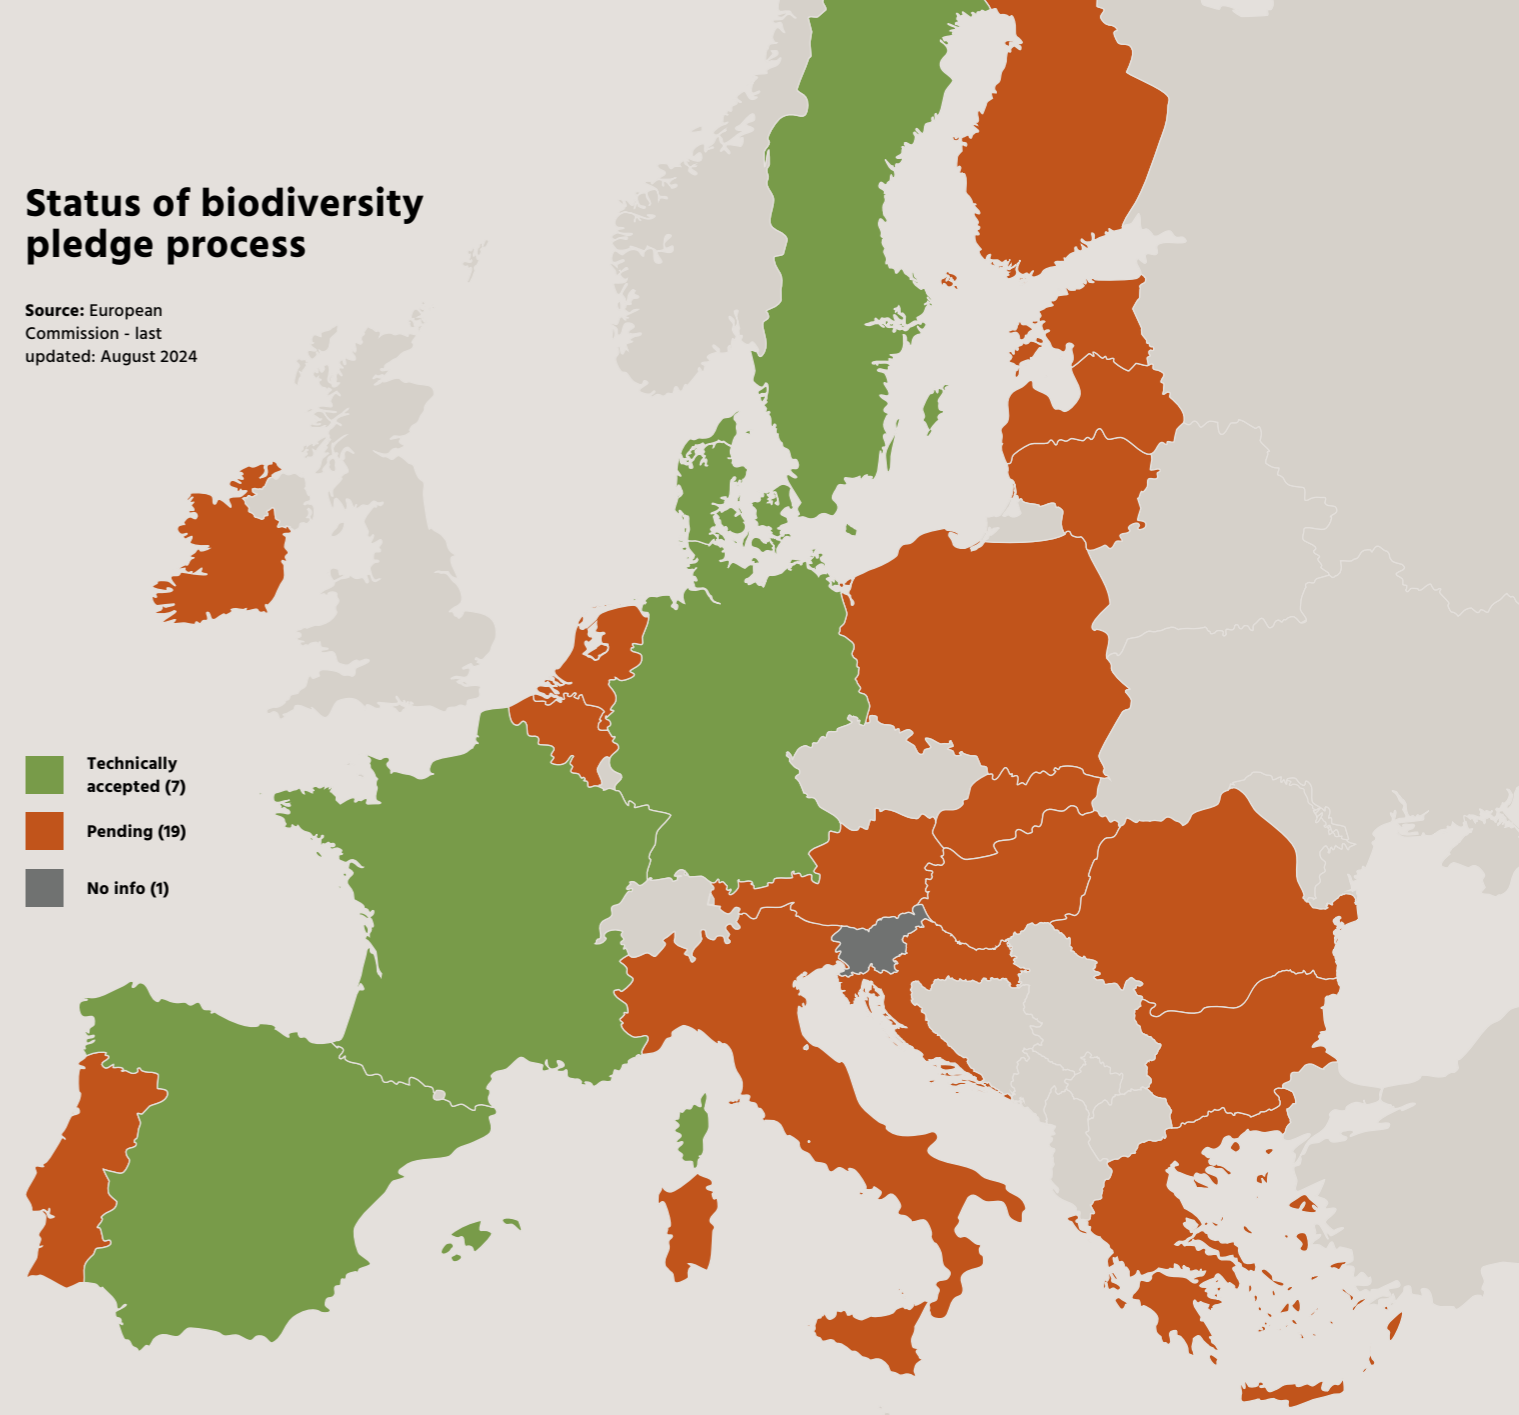 Status of biodiversity
pledge process
Source: European
Commission - last
updated: August 2024
Technically
accepted (7)
Pending (19)
No info (1)